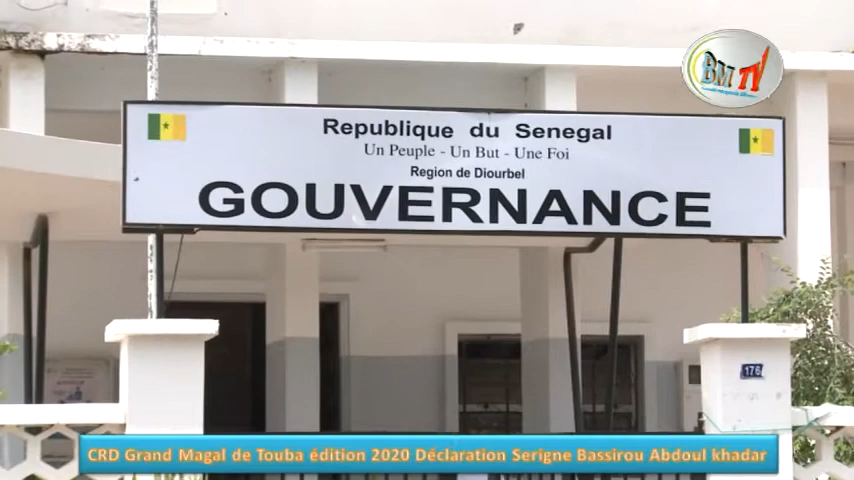 BM TV
Republique du Senegal
Un Peuple - Un But - Une Foi
Region de Diourbel
GOUVERNANCE
176
CRD Grand Magal de Touba édition 2020 Déclaration Serigne Bassirou Abdoul khadar